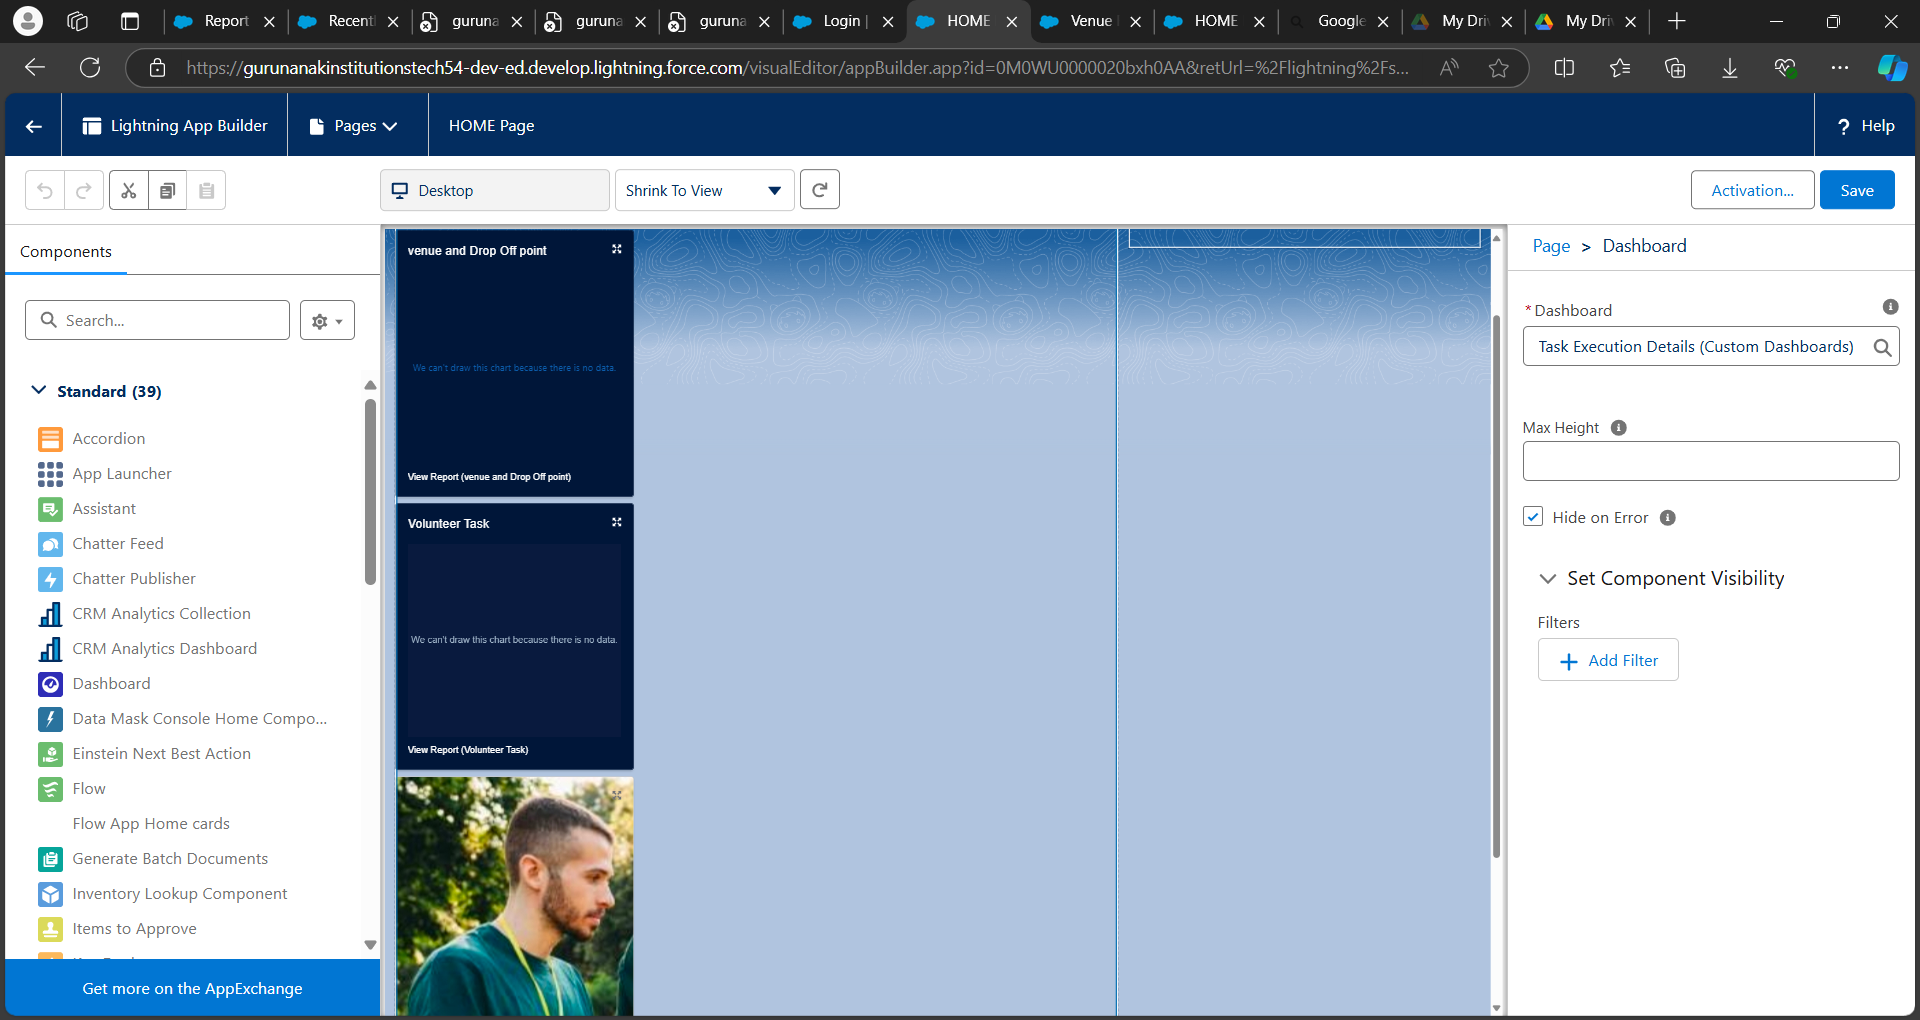 Report
Recent
guruna
guruna
guruna
Login |
HOME
Venue
HOME
Google
My Dri
My Dri
https://gurunanakinstitutionstech54-dev-ed.develop.lightning.force.com/visualEditor/appBuilder.app?id=0M0WU0000020bxh0AA&retUrl=%2Flightning%2Fs...
Lightning App Builder
Pages
HOME Page
? Help
Desktop
Shrink To View
Activation...
Save
Components
Search...
Standard (39)
Accordion
App Launcher
Assistant
Chatter Feed
Chatter Publisher
CRM Analytics Collection
CRM Analytics Dashboard
Dashboard
Data Mask Console Home Compo...
Einstein Next Best Action
Flow
Flow App Home cards
Generate Batch Documents
Inventory Lookup Component
Items to Approve
Get more on the AppExchange
venue and Drop Off point
We can't draw this chart because there is no data.
View Report (venue and Drop Off point)
Volunteer Task
We can't draw this chart because there is no data.
View Report (Volunteer Task)
Page > Dashboard
* Dashboard
Task Execution Details (Custom Dashboards)
Max Height
Hide on Error
Set Component Visibility
Filters
+ Add Filter